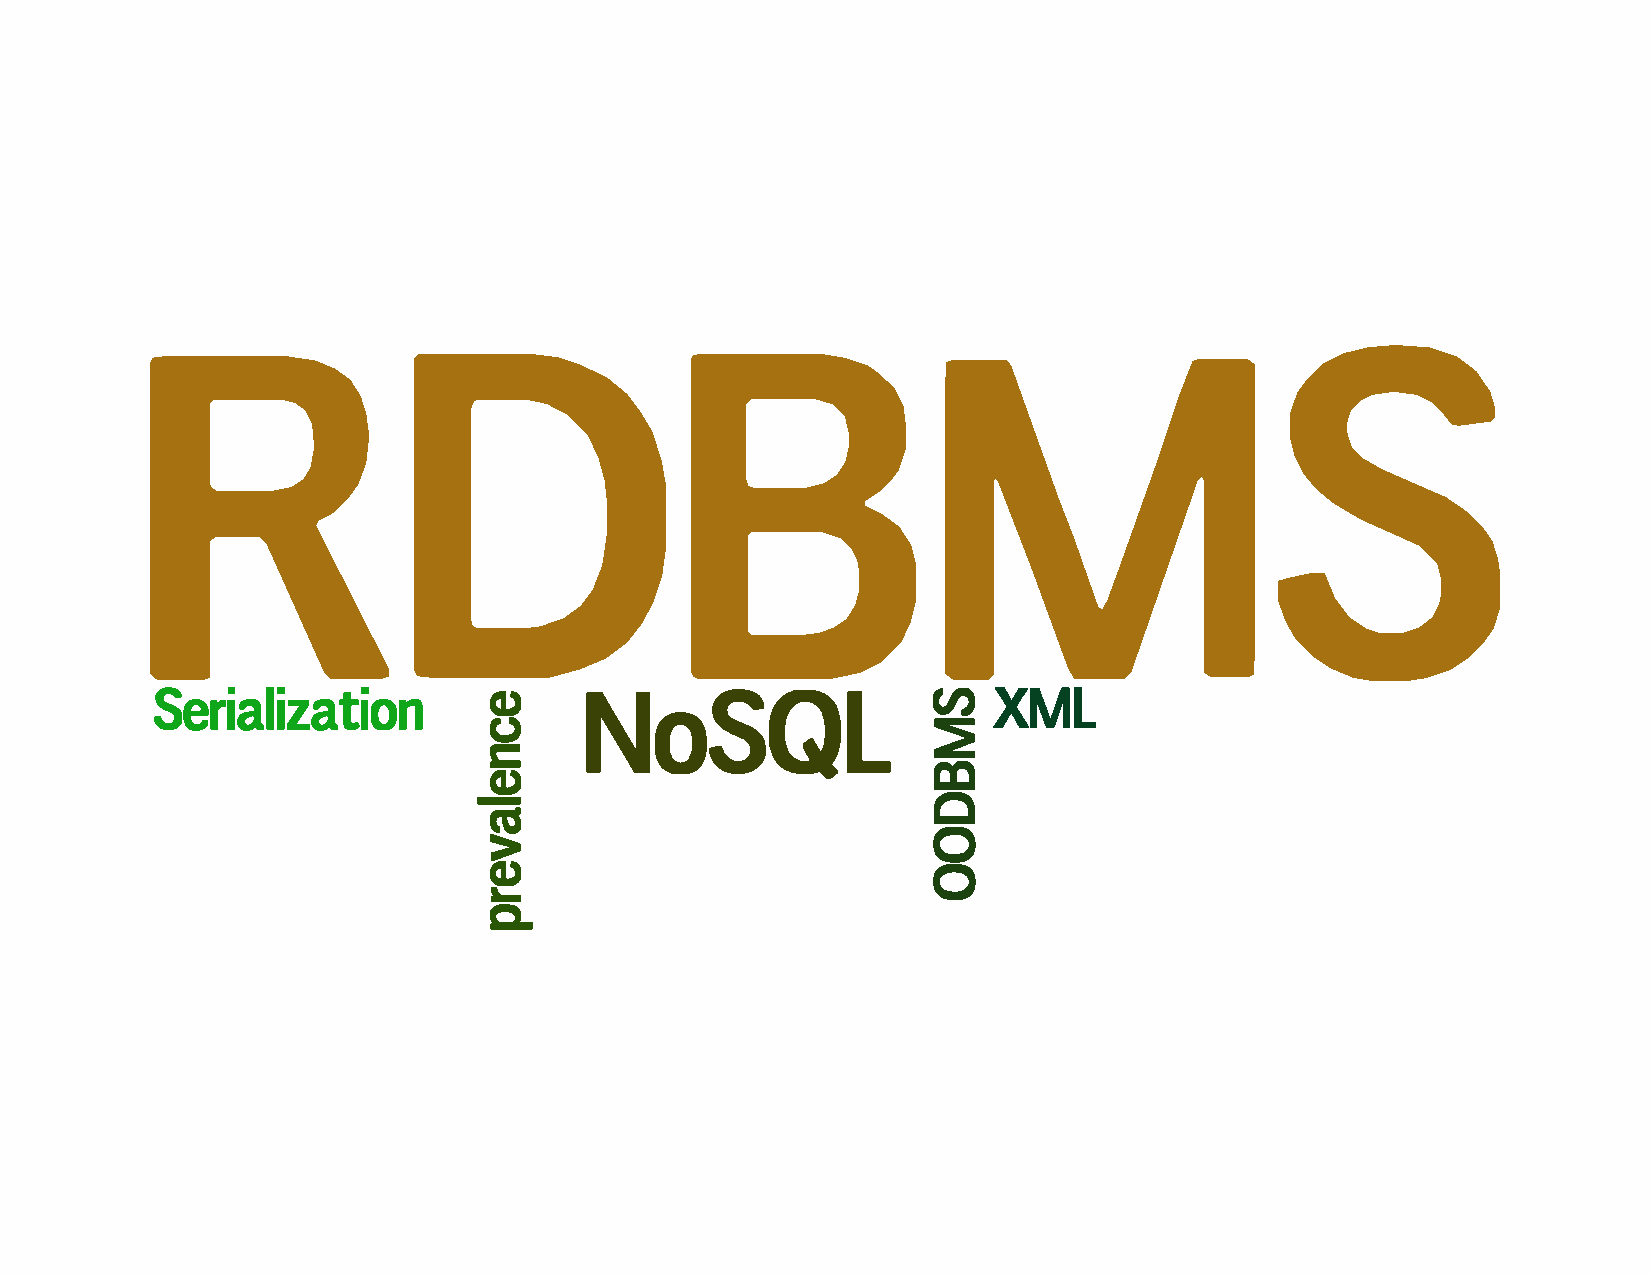 RDBMS
Serialization
prevalence
NoSQL
OODBMS
XML